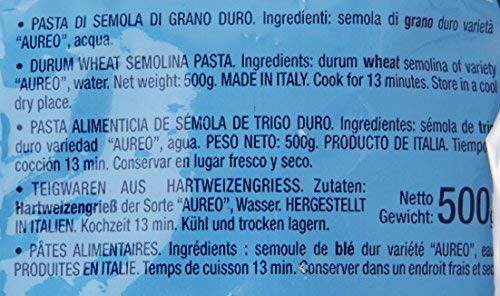 • PASTA DI SEMOLA DI GRANO DURO. Ingredienti: semola di grano duro varietà
“AUREO”, acqua.
• DURUM WHEAT SEMOLINA PASTA. Ingredients: durum wheat semolina of variety
“AUREO”, water. Net weight: 500g. MADE IN ITALY. Cook for 13 minutes. Store in a cool
dry place.
• PASTA ALIMENTICIA DE SÉMOLA DE TRIGO DURO. Ingredientes: sémola de
duro variedad “AUREO”, agua. PESO NETO: 500g. PRODUCTO DE ITALIA. Tiempo
cocción 13 min. Conservar en lugar fresco y seco.
• TEIGWAREN AUS HARTWEIZENGRIESS. Zutaten:
Hartweizengrieß der Sorte “AUREO”, Wasser. HERGESTELLT
IN ITALIEN. Kochzeit 13 min. Kühl und trocken lagern.
Netto
Gewicht: 500
• PÂTES ALIMENTAIRES. Ingrédients : semoule de blé dur variété “AUREO”,
PRODUITES EN ITALIE. Temps de cuisson 13 min. Conserver dans un endroit frais et sec